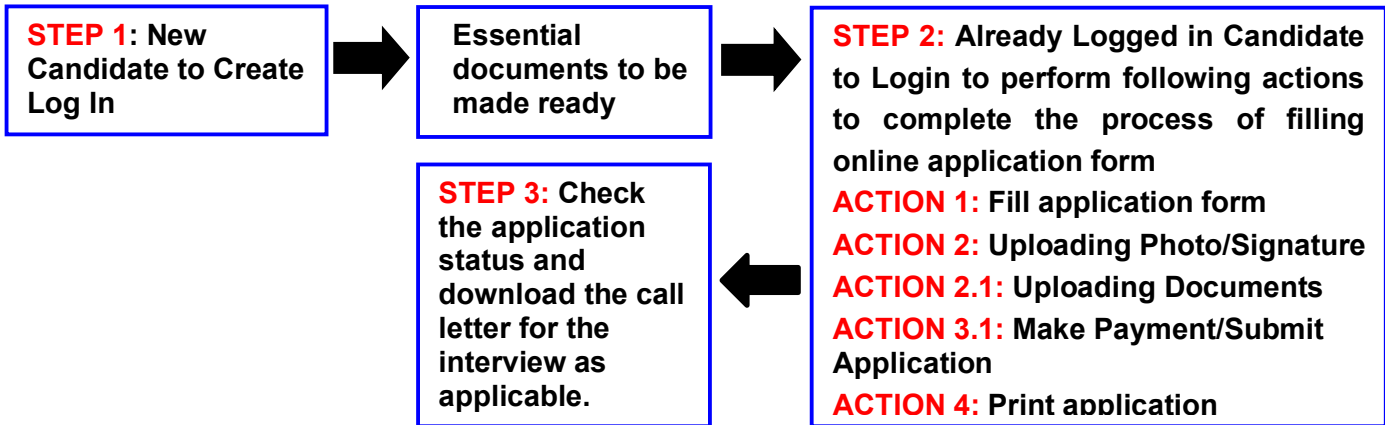 STEP 1: New
Candidate to Create
Log In
Essential
documents to be
made ready
STEP 2: Already Logged in Candidate
to Login to perform following actions
to complete the process of filling
online application form
ACTION 1: Fill application form
ACTION 2: Uploading Photo/Signature
ACTION 2.1: Uploading Documents
ACTION 3.1: Make Payment/Submit
Application
ACTION 4: Print application
STEP 3: Check
the application
status and
download the call
letter for the
interview as
applicable.